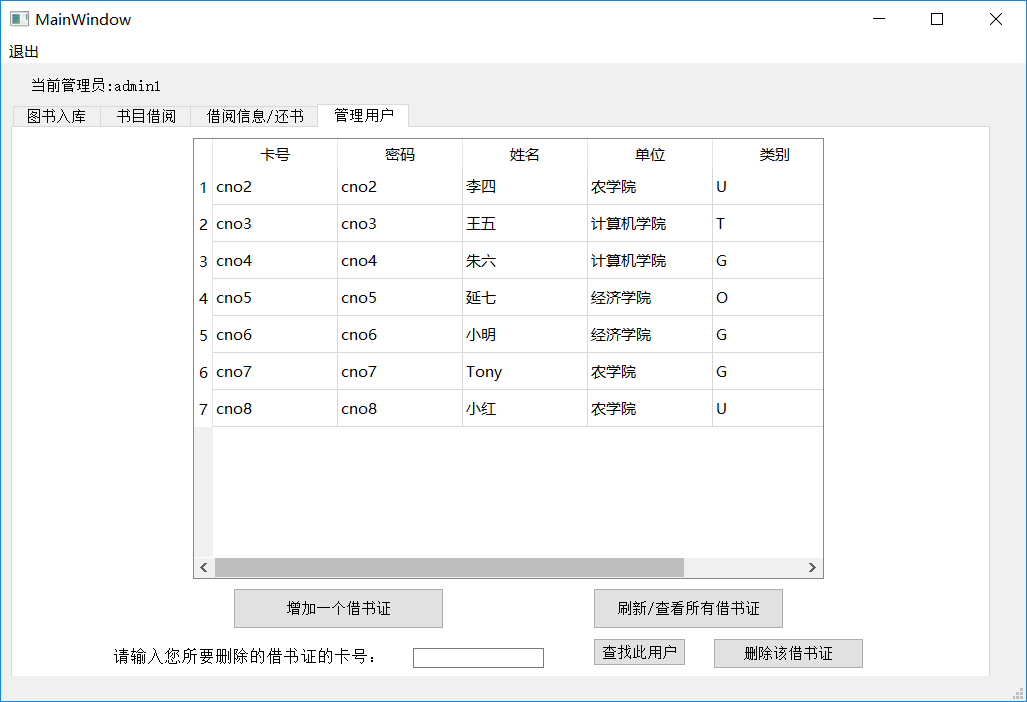 MainWindow
退出
当前管理员:admin1
图书入库 书目借阅 借阅信息/还书 管理用户
卡号 密码 姓名 单位 类别
1 cno2 cno2 李四 农学院 U
2 cno3 cno3 王五 计算机学院 T
3 cno4 cno4 朱六 计算机学院 G
4 cno5 cno5 延七 经济学院 O
5 cno6 cno6 小明 经济学院 G
6 cno7 cno7 Tony 农学院 G
7 cno8 cno8 小红 农学院 U
增加一个借书证 刷新/查看所有借书证
请输入您所要删除的借书证的卡号： 查找此用户 删除该借书证